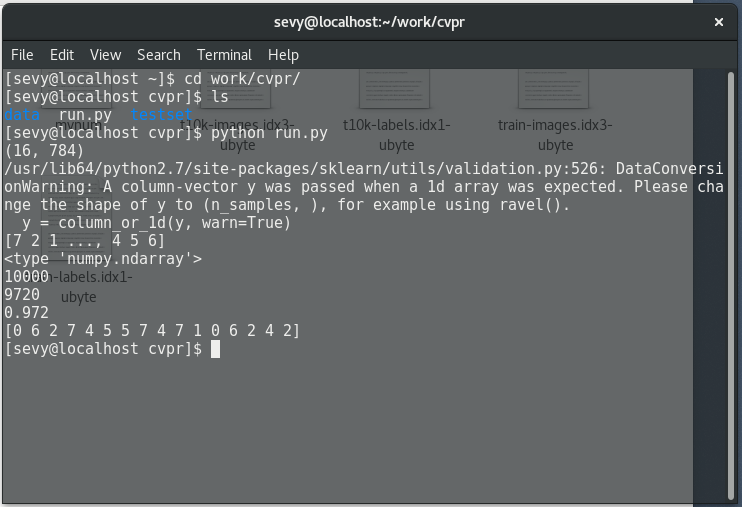 sevy@localhost:~/work/cvpr
File Edit View Search Terminal Help
[sevy@localhost ~]$ cd work/cvpr/
[sevy@localhost cvpr]$ ls
data run.py testset
[sevy@localhost cvpr]$ python run.py
(16, 784)
/usr/lib64/python2.7/site-packages/sklearn/utils/validation.py:526: DataConversi
onWarning: A column-vector y was passed when a 1d array was expected. Please cha
nge the shape of y to (n_samples, ), for example using ravel().
y = column_or_1d(y, warn=True)
[7 2 1 ..., 4 5 6]
<type 'numpy.ndarray'>
10000
9720
0.972
[0 6 2 7 4 5 5 7 4 7 1 0 6 2 4 2]
[sevy@localhost cvpr]$
mynum
t10k-images.idx3-
ubyte
t10k-labels.idx1-
ubyte
train-images.idx3-
ubyte
-labels.idx1-
ubyte